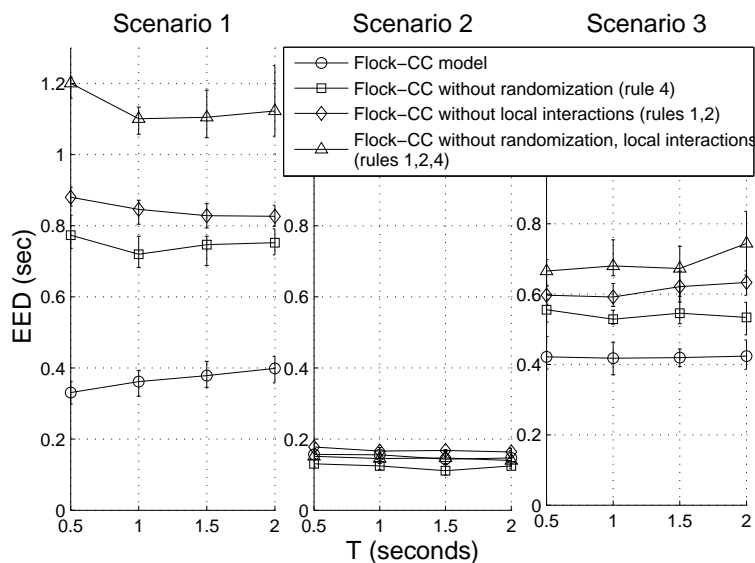 Scenario 1
Scenario 2
Scenario 3
Flock−CC model
Flock−CC without randomization (rule 4)
Flock−CC without local interactions (rules 1,2)
Flock−CC without randomization, local interactions
(rules 1,2,4)
EED (sec)
1.2
1
0.8
0.6
0.4
0.2
0
0.5
1
1.5
2
0.8
0.6
0.4
0.2
0
0.5
1
1.5
2
0.8
0.6
0.4
0.2
0
0.5
1
1.5
2
T (seconds)